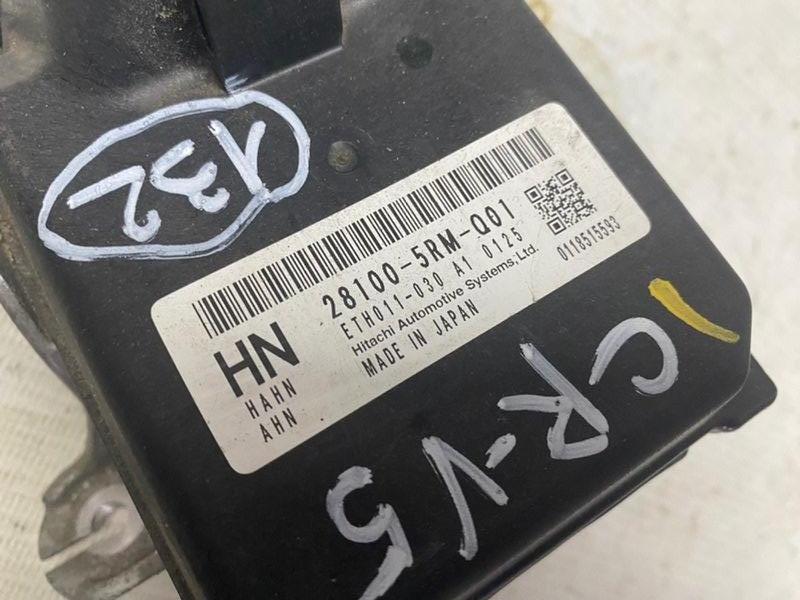 132
28100-5RM-Q01
ETH011-030 A1 0125
Hitachi Automotive Systems,Ltd.
MADE IN JAPAN
0118515593
HN
HAHN
AHN
CR-V5